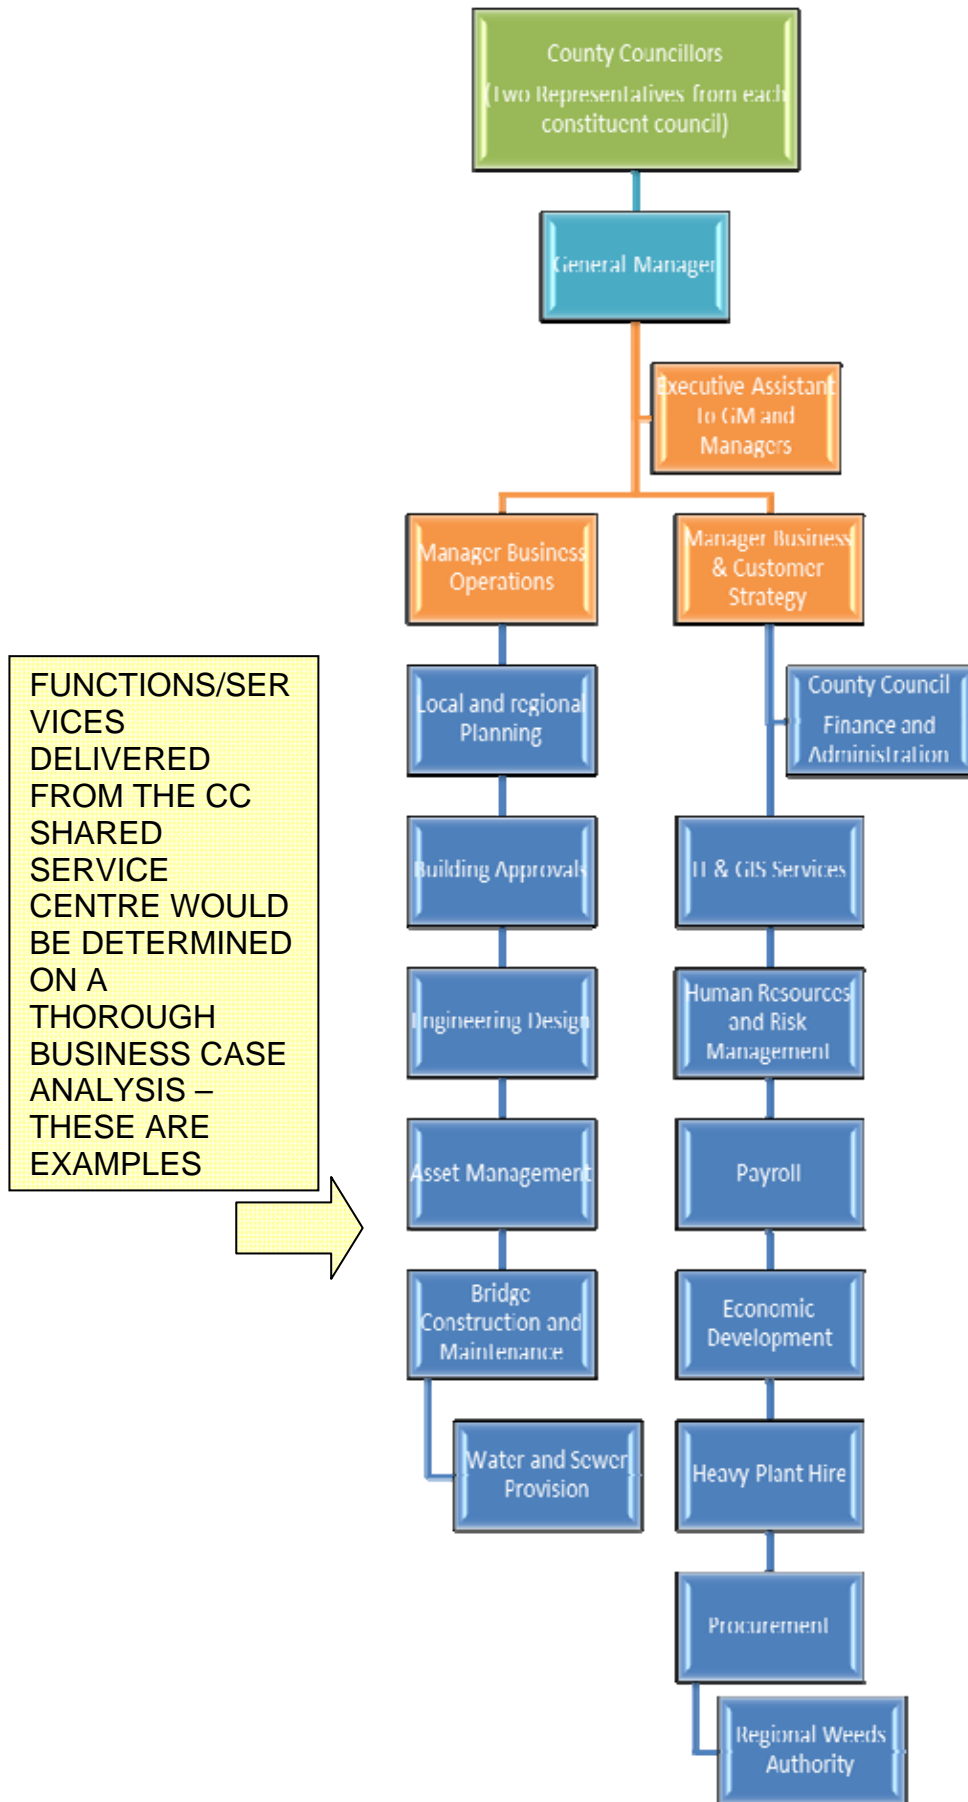 County Councillors
(Two Representatives from each
constituent council)
General Manager
Executive Assistant
to GM and
Managers
Manager Business
Operations
Manager Business
& Customer
Strategy
FUNCTIONS/SER
VICES
DELIVERED
FROM THE CC
SHARED
SERVICE
CENTRE WOULD
BE DETERMINED
ON A
THOROUGH
BUSINESS CASE
ANALYSIS –
THESE ARE
EXAMPLES
Local and regional
Planning
County Council
Finance and
Administration
Building Approvals
IT & GIS Services
Engineering Design
Human Resources
and Risk
Management
Asset Management
Payroll
Bridge
Construction and
Maintenance
Economic
Development
Water and Sewer
Provision
Heavy Plant Hire
Procurement
Regional Weeds
Authority